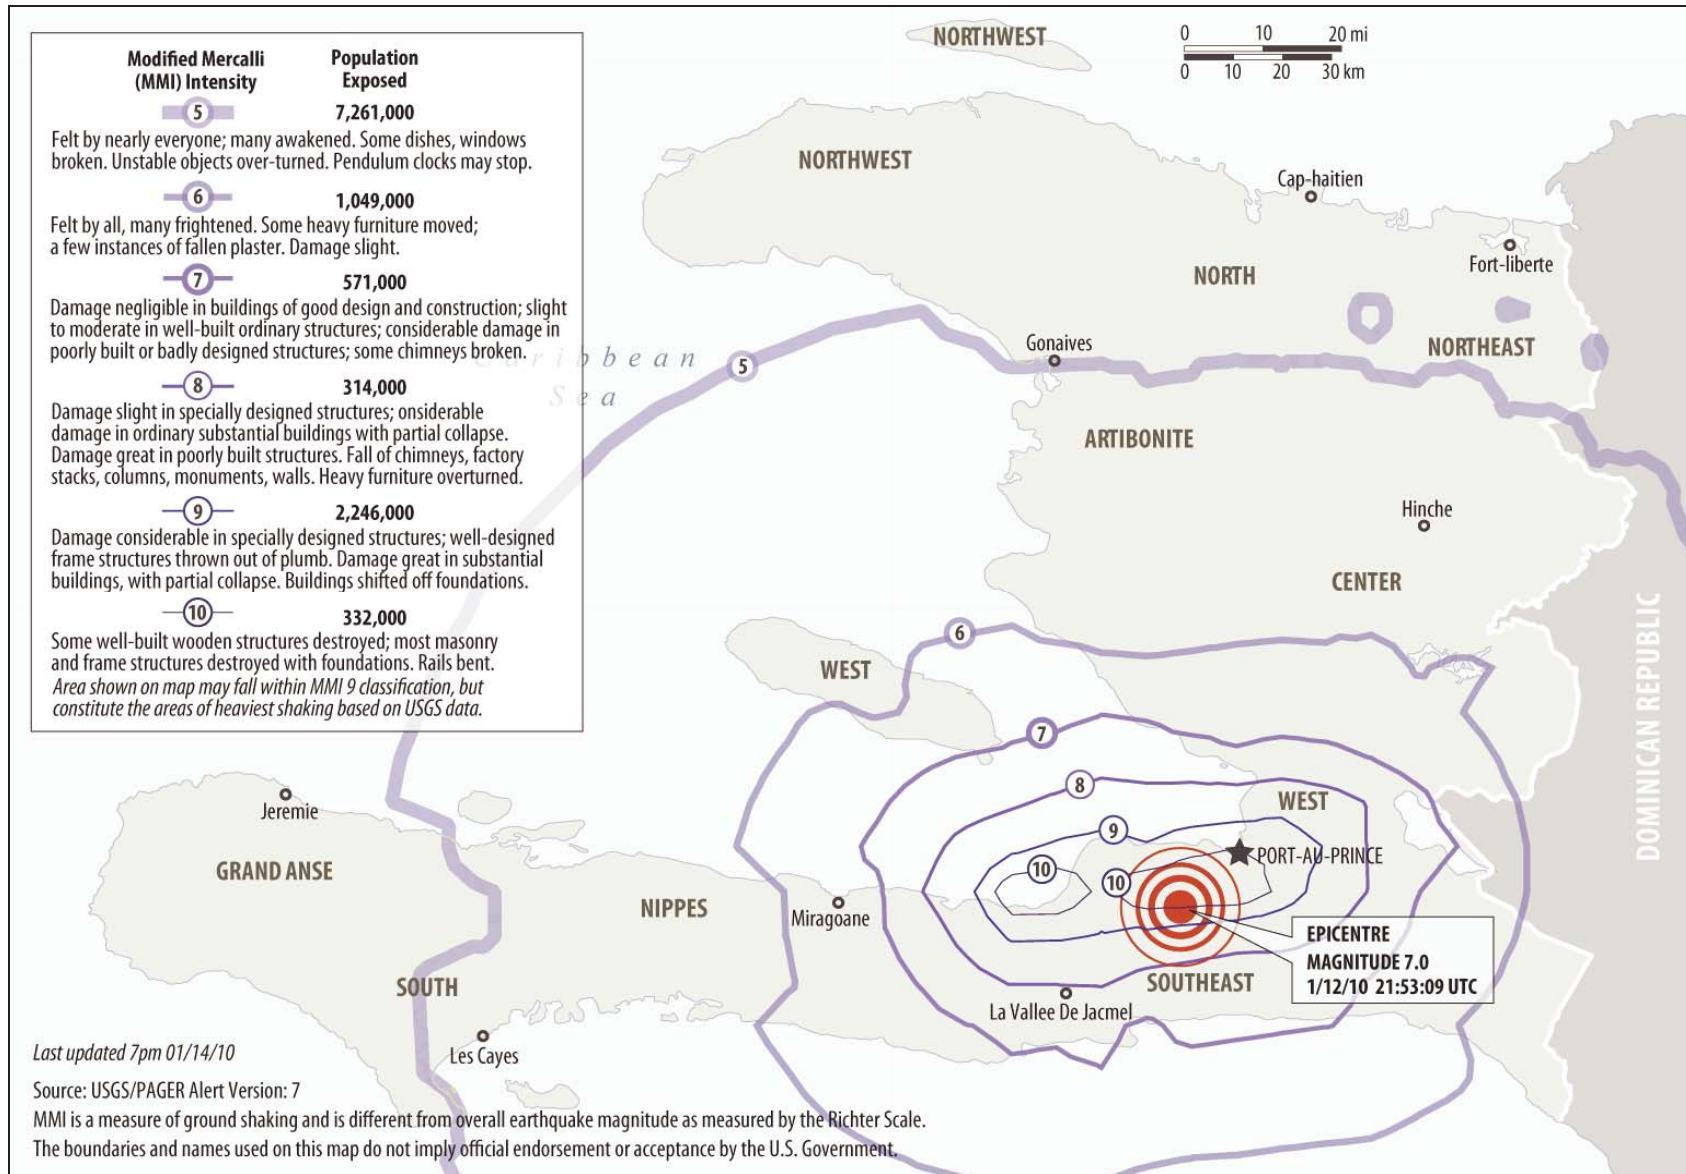 Modified Mercalli
(MMI) Intensity
Population
Exposed
5
7,261,000
Felt by nearly everyone; many awakened. Some dishes, windows
broken. Unstable objects over-turned. Pendulum clocks may stop.
6
1,049,000
Felt by all, many frightened. Some heavy furniture moved;
a few instances of fallen plaster. Damage slight.
7
571,000
Damage negligible in buildings of good design and construction; slight
to moderate in well-built ordinary structures; considerable damage in
poorly built or badly designed structures; some chimneys broken.
8
314,000
Damage slight in specially designed structures; onsiderable
damage in ordinary substantial buildings with partial collapse.
Damage great in poorly built structures. Fall of chimneys, factory
stacks, columns, monuments, walls. Heavy furniture overturned.
9
2,246,000
Damage considerable in specially designed structures; well-designed
frame structures thrown out of plumb. Damage great in substantial
buildings, with partial collapse. Buildings shifted off foundations.
10
332,000
Some well-built wooden structures destroyed; most masonry
and frame structures destroyed with foundations. Rails bent.
Area shown on map may fall within MMI 9 classification, but
constitute the areas of heaviest shaking based on USGS data.
NORTHWEST
0 10 20 mi
0 10 20 30 km
NORTHWEST
Cap-haitien
Fort-liberte
NORTH
Gonaives
NORTHEAST
Caribbean
Sea
5
ARTIBONITE
Hinche
CENTER
DOMINICAN REPUBLIC
6
WEST
7
8
WEST
9
PORT-AU-PRINCE
10
10
Jeremie
GRAND ANSE
NIPPES
Miragoane
EPICENTRE
MAGNITUDE 7.0
1/12/10 21:53:09 UTC
SOUTH
SOUTHEAST
La Vallee De Jacmel
Les Cayes
Last updated 7pm 01/14/10
Source: USGS/PAGER Alert Version: 7
MMI is a measure of ground shaking and is different from overall earthquake magnitude as measured by the Richter Scale.
The boundaries and names used on this map do not imply official endorsement or acceptance by the U.S. Government.